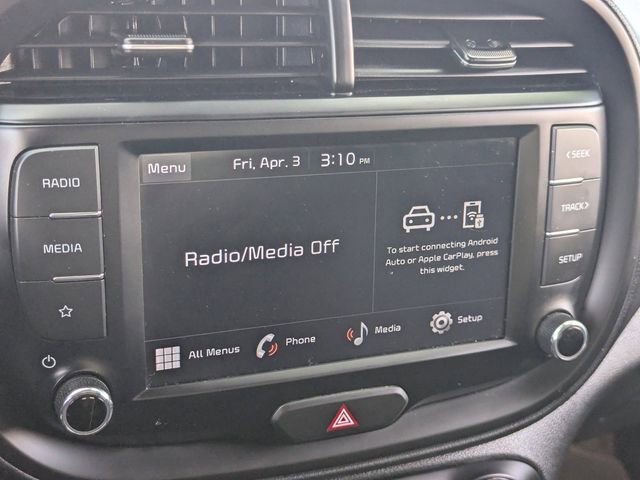 Menu Fri, Apr. 3 3:10 PM
RADIO
MEDIA
Radio/Media Off
To start connecting Android
Auto or Apple CarPlay, press
this widget.
All Menus Phone Media Setup
< SEEK
TRACK >
SETUP